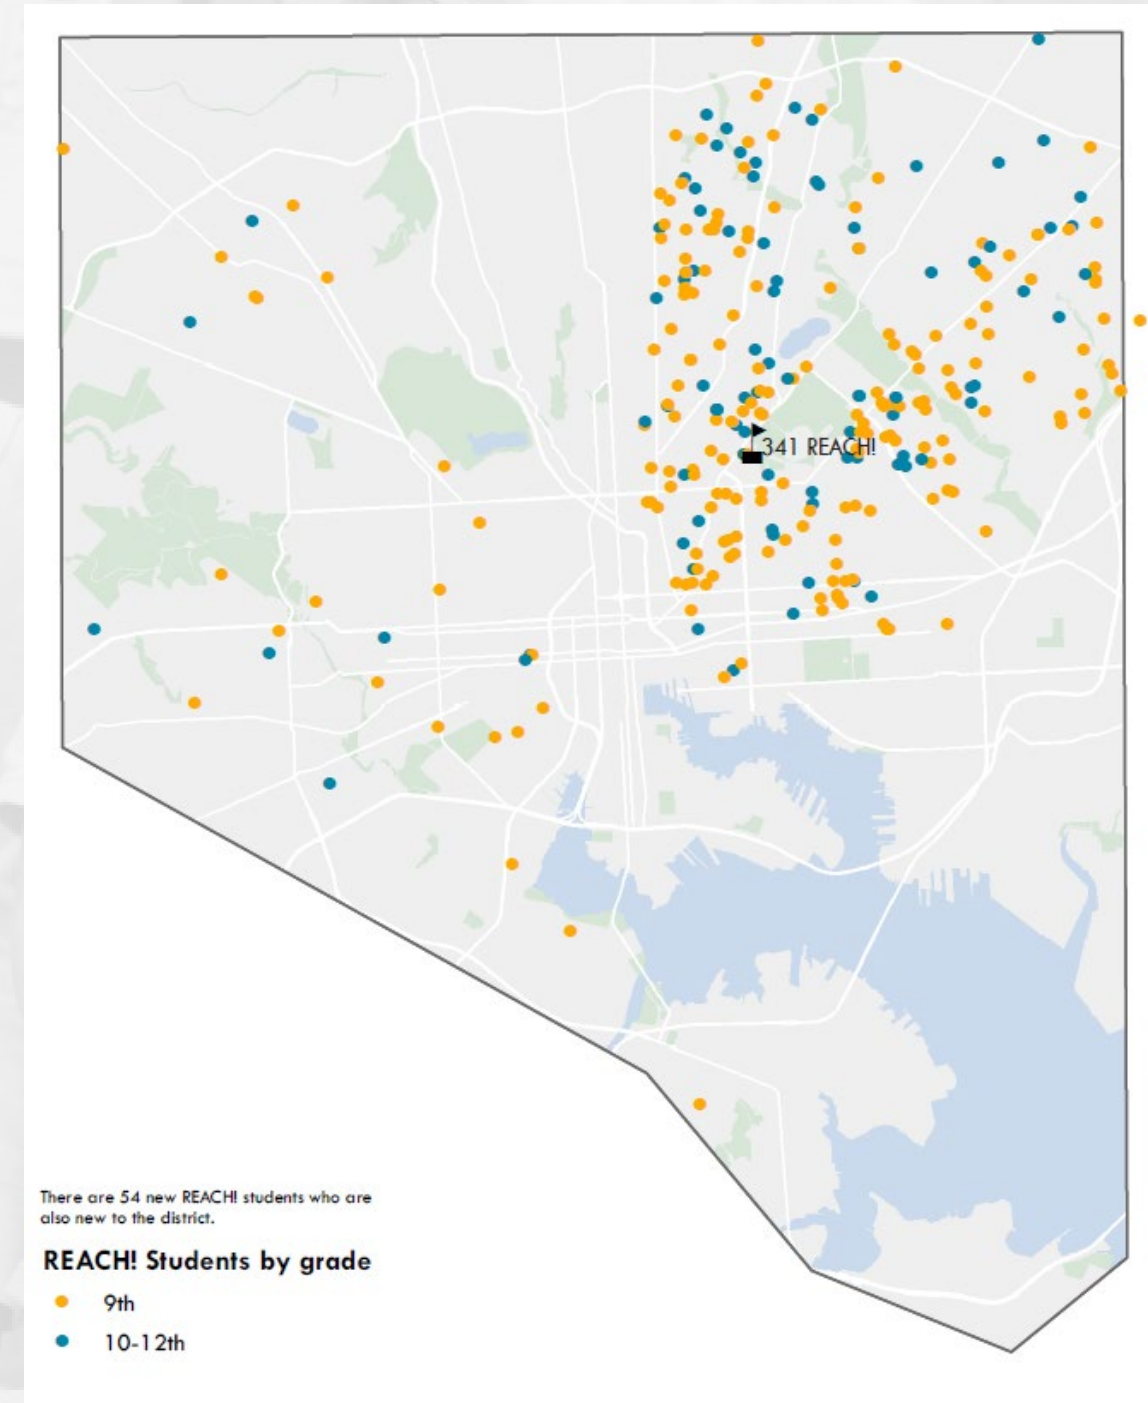 341 REACH!
There are 54 new REACH! students who are
also new to the district.
REACH! Students by grade
9th
10-12th